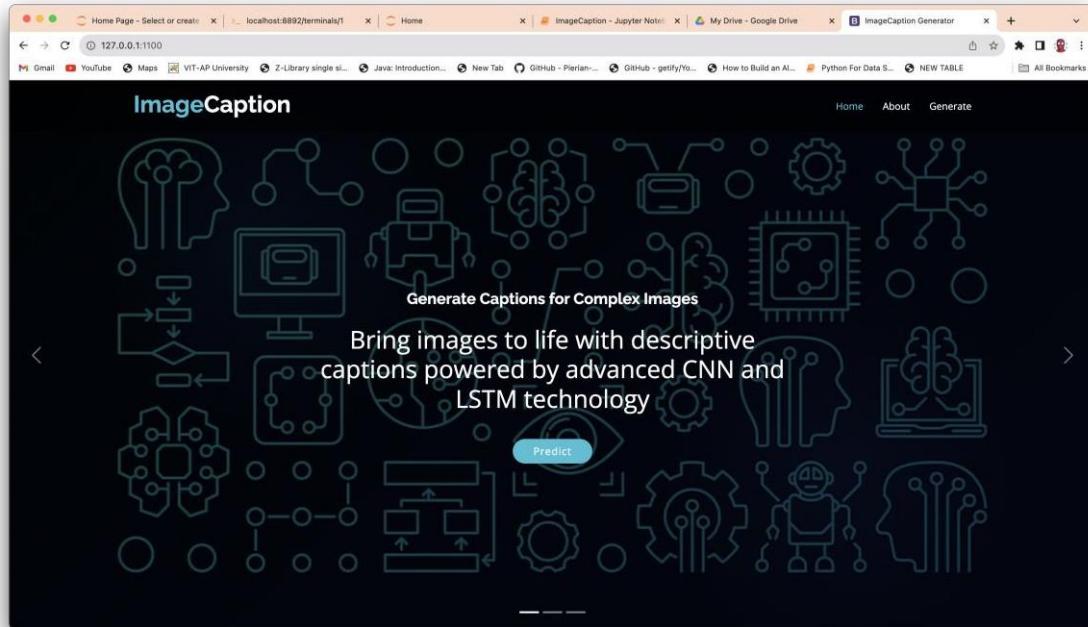 Home Page - Select or create
localhost:8892/terminals/1
Home
ImageCaption - Jupyter Noteb
My Drive - Google Drive
ImageCaption Generator
127.0.0.1:1100
Gmail
YouTube
Maps
VIT-AP University
Z-Library single si...
Java: Introduction...
New Tab
GitHub - Pierian-...
GitHub - getify/Yo...
How to Build an AI...
Python For Data S...
NEW TABLE
All Bookmarks
ImageCaption
Home
About
Generate
Generate Captions for Complex Images
Bring images to life with descriptive
captions powered by advanced CNN and
LSTM technology
Predict